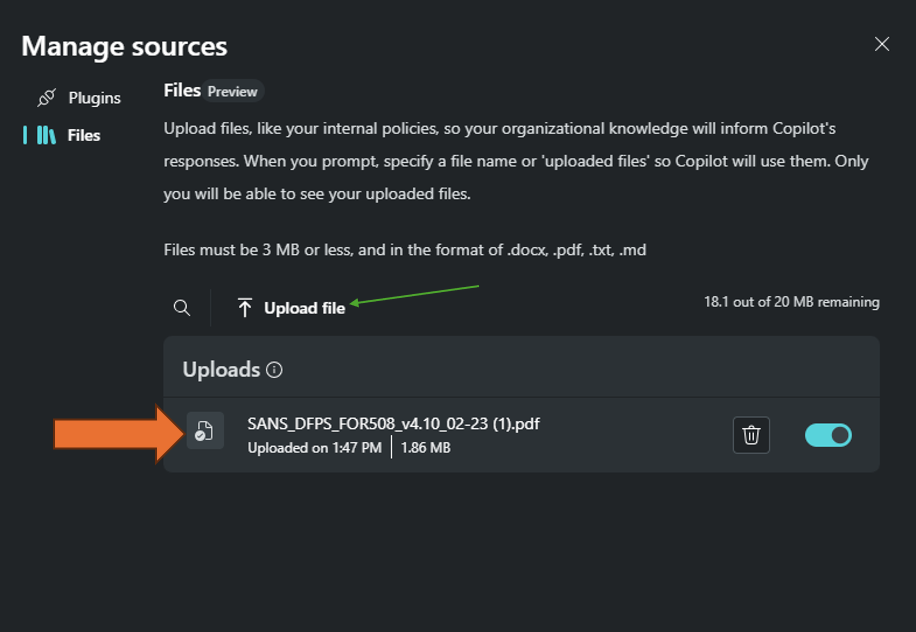 Manage sources
Plugins
Files
Files Preview
Upload files, like your internal policies, so your organizational knowledge will inform Copilot's
responses. When you prompt, specify a file name or 'uploaded files' so Copilot will use them. Only
you will be able to see your uploaded files.
Files must be 3 MB or less, and in the format of .docx, .pdf, .txt, .md
Upload file
18.1 out of 20 MB remaining
Uploads
SANS_DFPS_FOR508_v4.10_02-23 (1).pdf
Uploaded on 1:47 PM | 1.86 MB